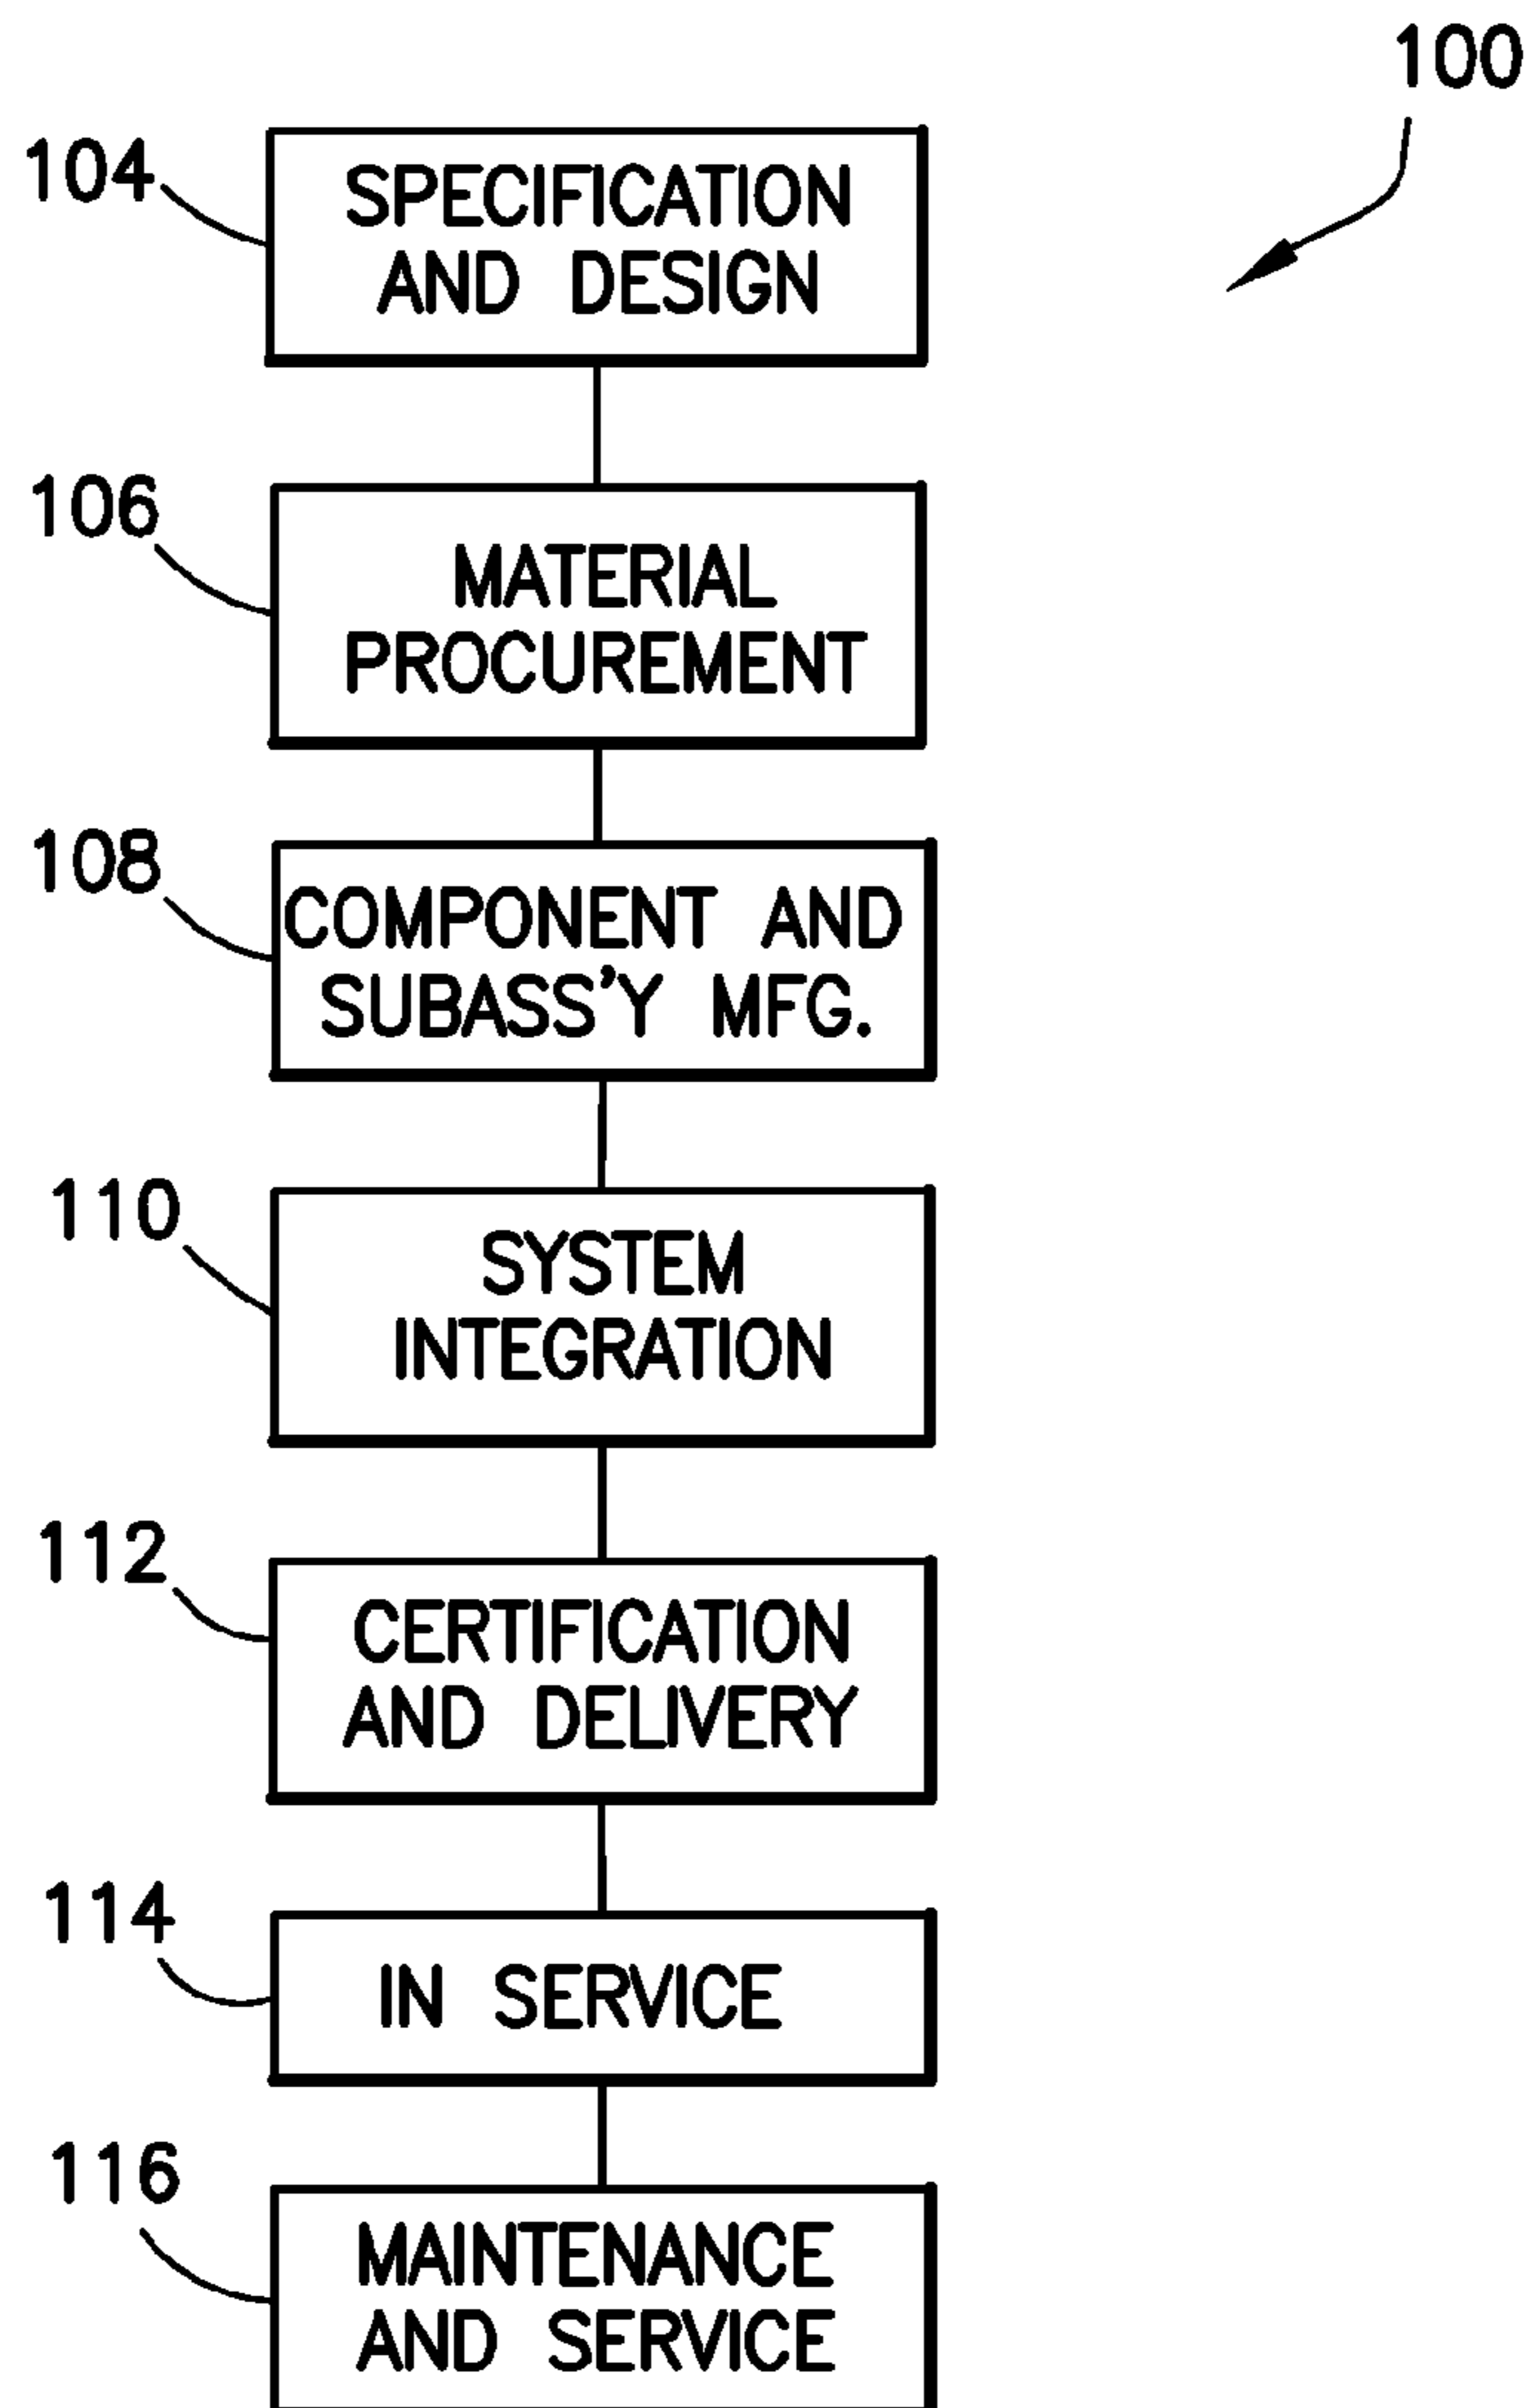 100
104
SPECIFICATION
AND DESIGN
106
MATERIAL
PROCUREMENT
108
COMPONENT AND
SUBASS'Y MFG.
110
SYSTEM
INTEGRATION
112
CERTIFICATION
AND DELIVERY
114
IN SERVICE
116
MAINTENANCE
AND SERVICE